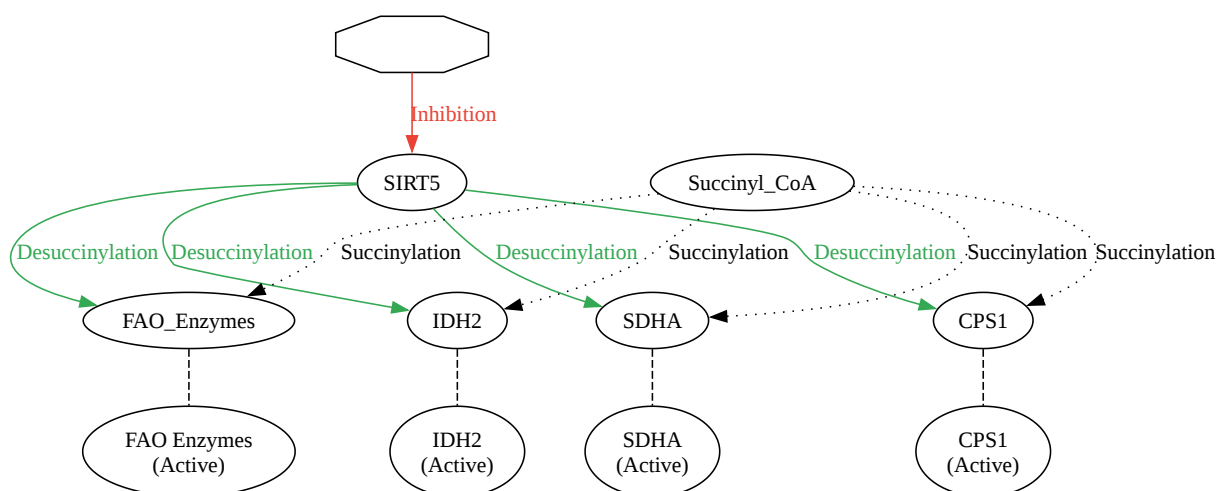 Inhibition
SIRT5
Succinyl_CoA
Desuccinylation
Desuccinylation
Succinylation
Desuccinylation
Succinylation
Desuccinylation
Succinylation
Succinylation
FAO_Enzymes
IDH2
SDHA
CPS1
FAO Enzymes
(Active)
IDH2
(Active)
SDHA
(Active)
CPS1
(Active)